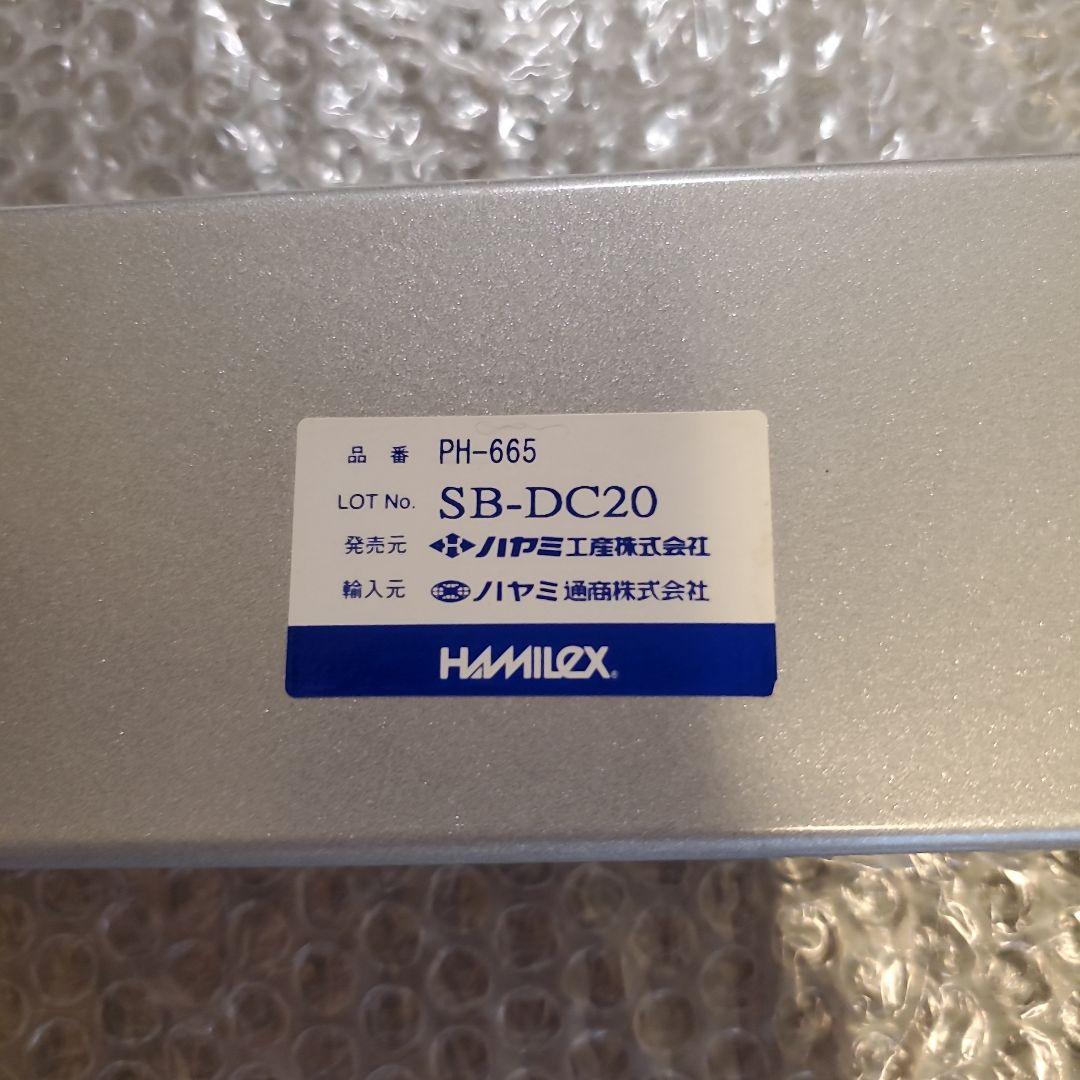 品番 PH-665
LOT No. SB-DC20
発売元 ハヤミ工産株式会社
輸入元 ハヤミ通商株式会社
HAMILeX